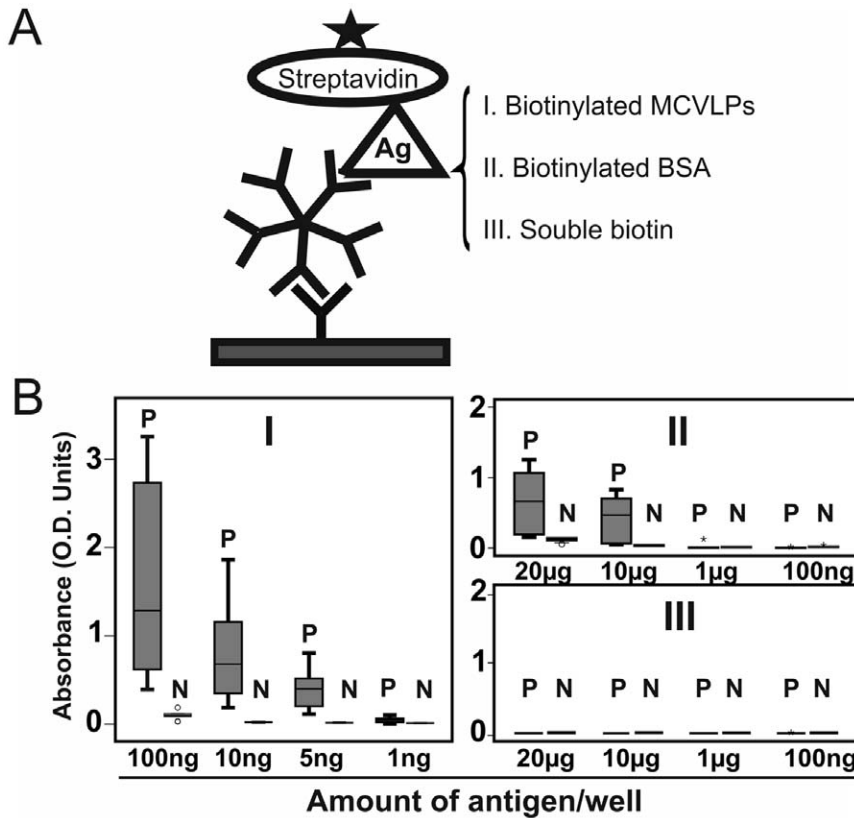 A
Streptavidin
Ag
I. Biotinylated MCVLPs
II. Biotinylated BSA
III. Souble biotin
B
Absorbance (O.D. Units)
I
3
2
1
0
P
N
P
N
P
N
P
N
100ng 10ng 5ng 1ng
II
2
1
0
P
N
P
N
P N
P N
20µg 10µg 1µg 100ng
III
2
1
0
P N P N P N P N
20µg 10µg 1µg 100ng
Amount of antigen/well